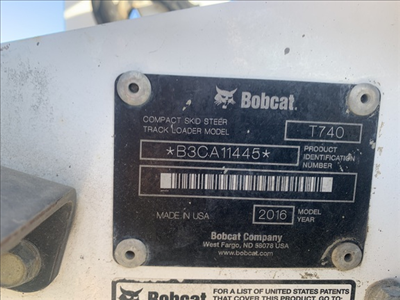 Bobcat.
COMPACT SKID STEER
TRACK LOADER MODEL
T740
*B3CA11445*
PRODUCT
IDENTIFICATION
NUMBER
MADE IN USA
2016
MODEL
YEAR
Bobcat Company
West Fargo, ND 58078 USA
www.bobcat.com
Bobcat
FOR A LIST OF UNITED STATES PATENTS
THAT COVER THIS PRODUCT GO TO: